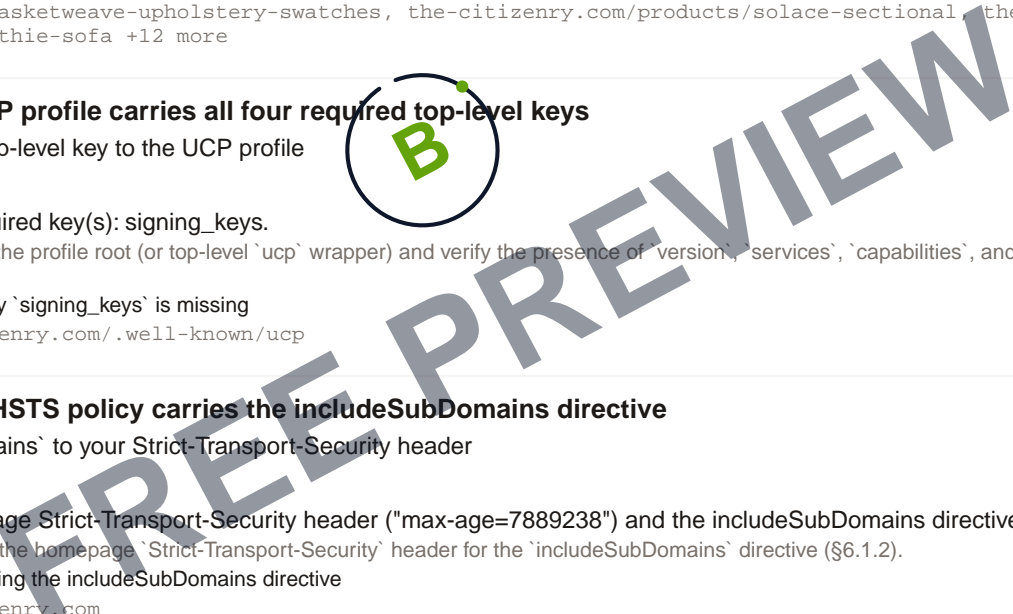 asketweave-upholstery-swatches, the-citizenry.com/products/solace-sectional, the
thie-sofa +12 more
P profile carries all four required top-level keys
p-level key to the UCP profile
B
uired key(s): signing_keys.
the profile root (or top-level `ucp` wrapper) and verify the presence of `version`, `services`, `capabilities`, and
y `signing_keys` is missing
enry.com/.well-known/ucp
HSTS policy carries the includeSubDomains directive
ains` to your Strict-Transport-Security header
age Strict-Transport-Security header ("max-age=7889238") and the includeSubDomains directive
the homepage `Strict-Transport-Security` header for the `includeSubDomains` directive (§6.1.2).
ing the includeSubDomains directive
enry.com
FREE PREVIEW